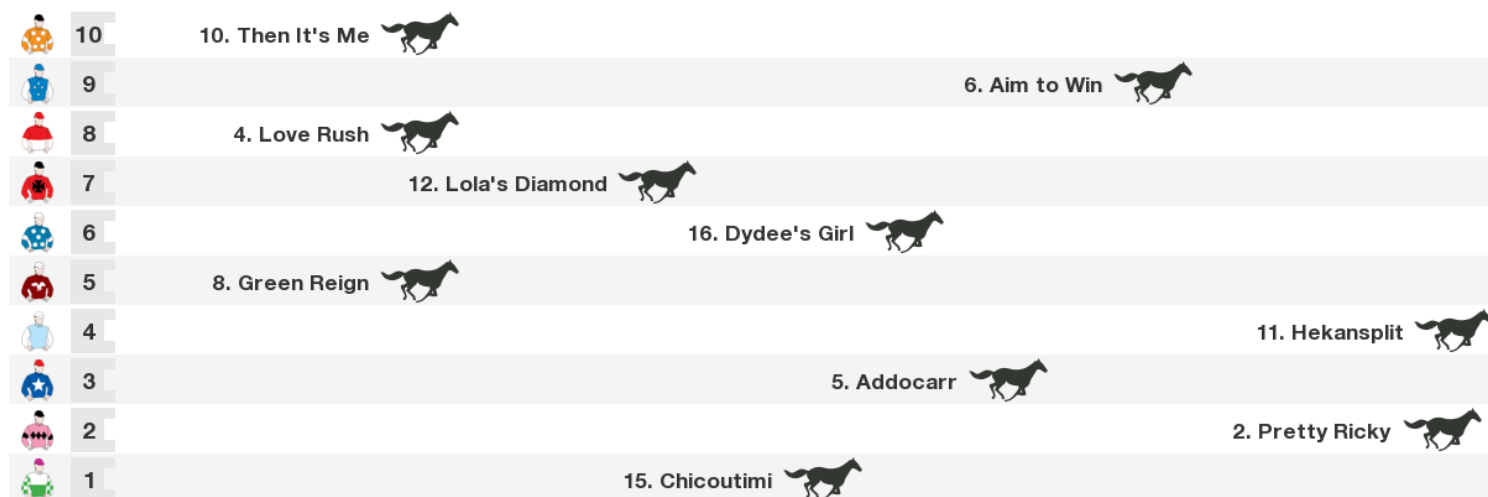 10 10. Then It's Me
9 6. Aim to Win
8 4. Love Rush
7 12. Lola's Diamond
6 16. Dydee's Girl
5 8. Green Reign
4 11. Hekansplit
3 5. Addocarr
2 2. Pretty Ricky
1 15. Chicoutimi